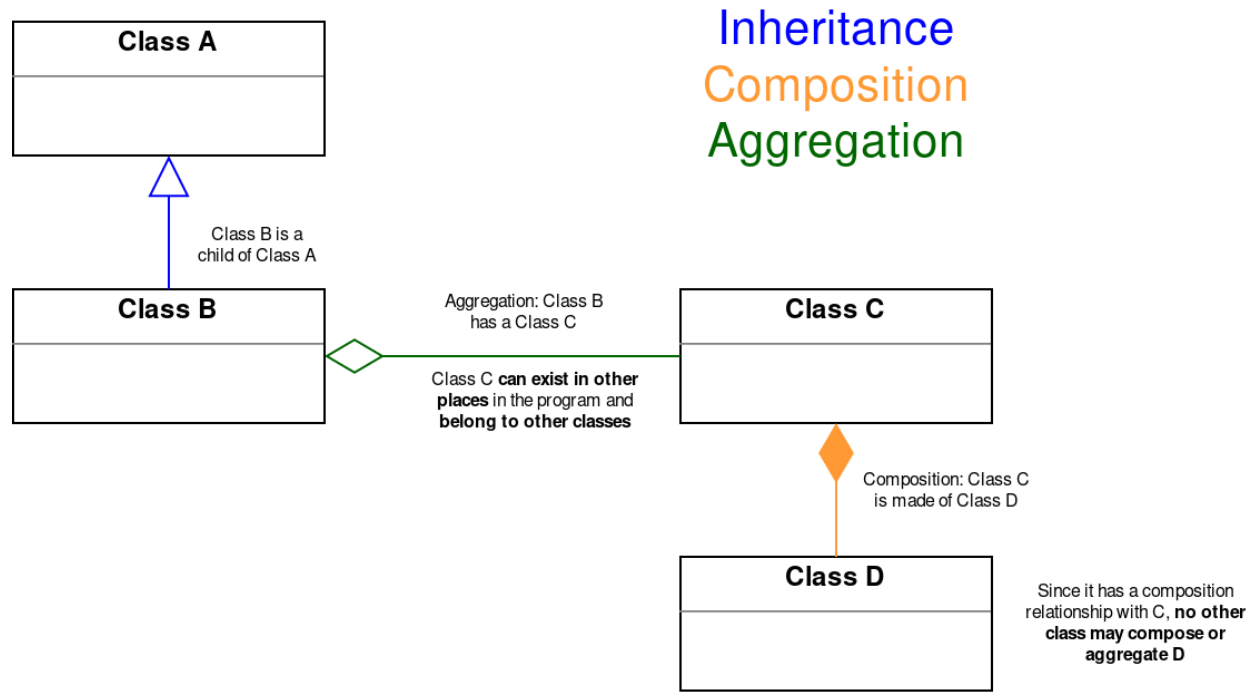 Class A
Inheritance
Composition
Aggregation
Class B is a
child of Class A
Class B
Aggregation: Class B
has a Class C
Class C can exist in other
places in the program and
belong to other classes
Class C
Composition: Class C
is made of Class D
Class D
Since it has a composition
relationship with C, no other
class may compose or
aggregate D